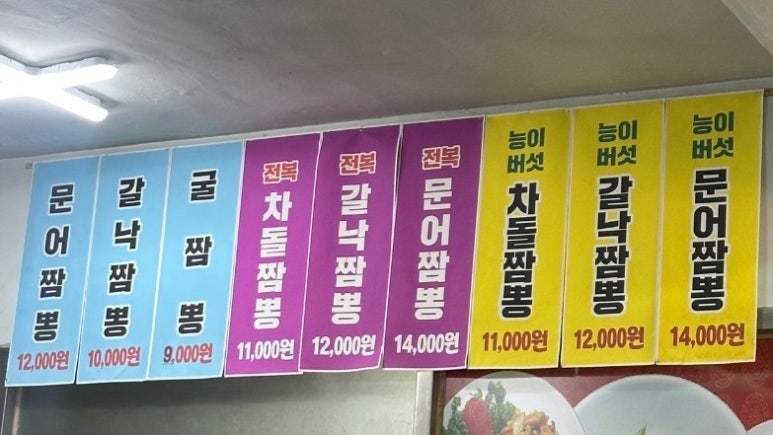 문어짬뽕
12,000원
갈낙짬뽕
10,000원
굴짬뽕
9,000원
전복
차돌짬뽕
11,000원
전복
갈낙짬뽕
12,000원
전복
문어짬뽕
14,000원
능이
버섯
차돌짬뽕
11,000원
능이
버섯
갈낙짬뽕
12,000원
능이
버섯
문어짬뽕
14,000원